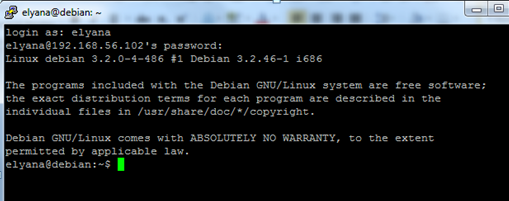 elyana@debian: ~
login as: elyana
elyana@192.168.56.102's password:
Linux debian 3.2.0-4-486 #1 Debian 3.2.46-1 i686
The programs included with the Debian GNU/Linux system are free software;
the exact distribution terms for each program are described in the
individual files in /usr/share/doc/*/copyright.
Debian GNU/Linux comes with ABSOLUTELY NO WARRANTY, to the extent
permitted by applicable law.
elyana@debian:~$